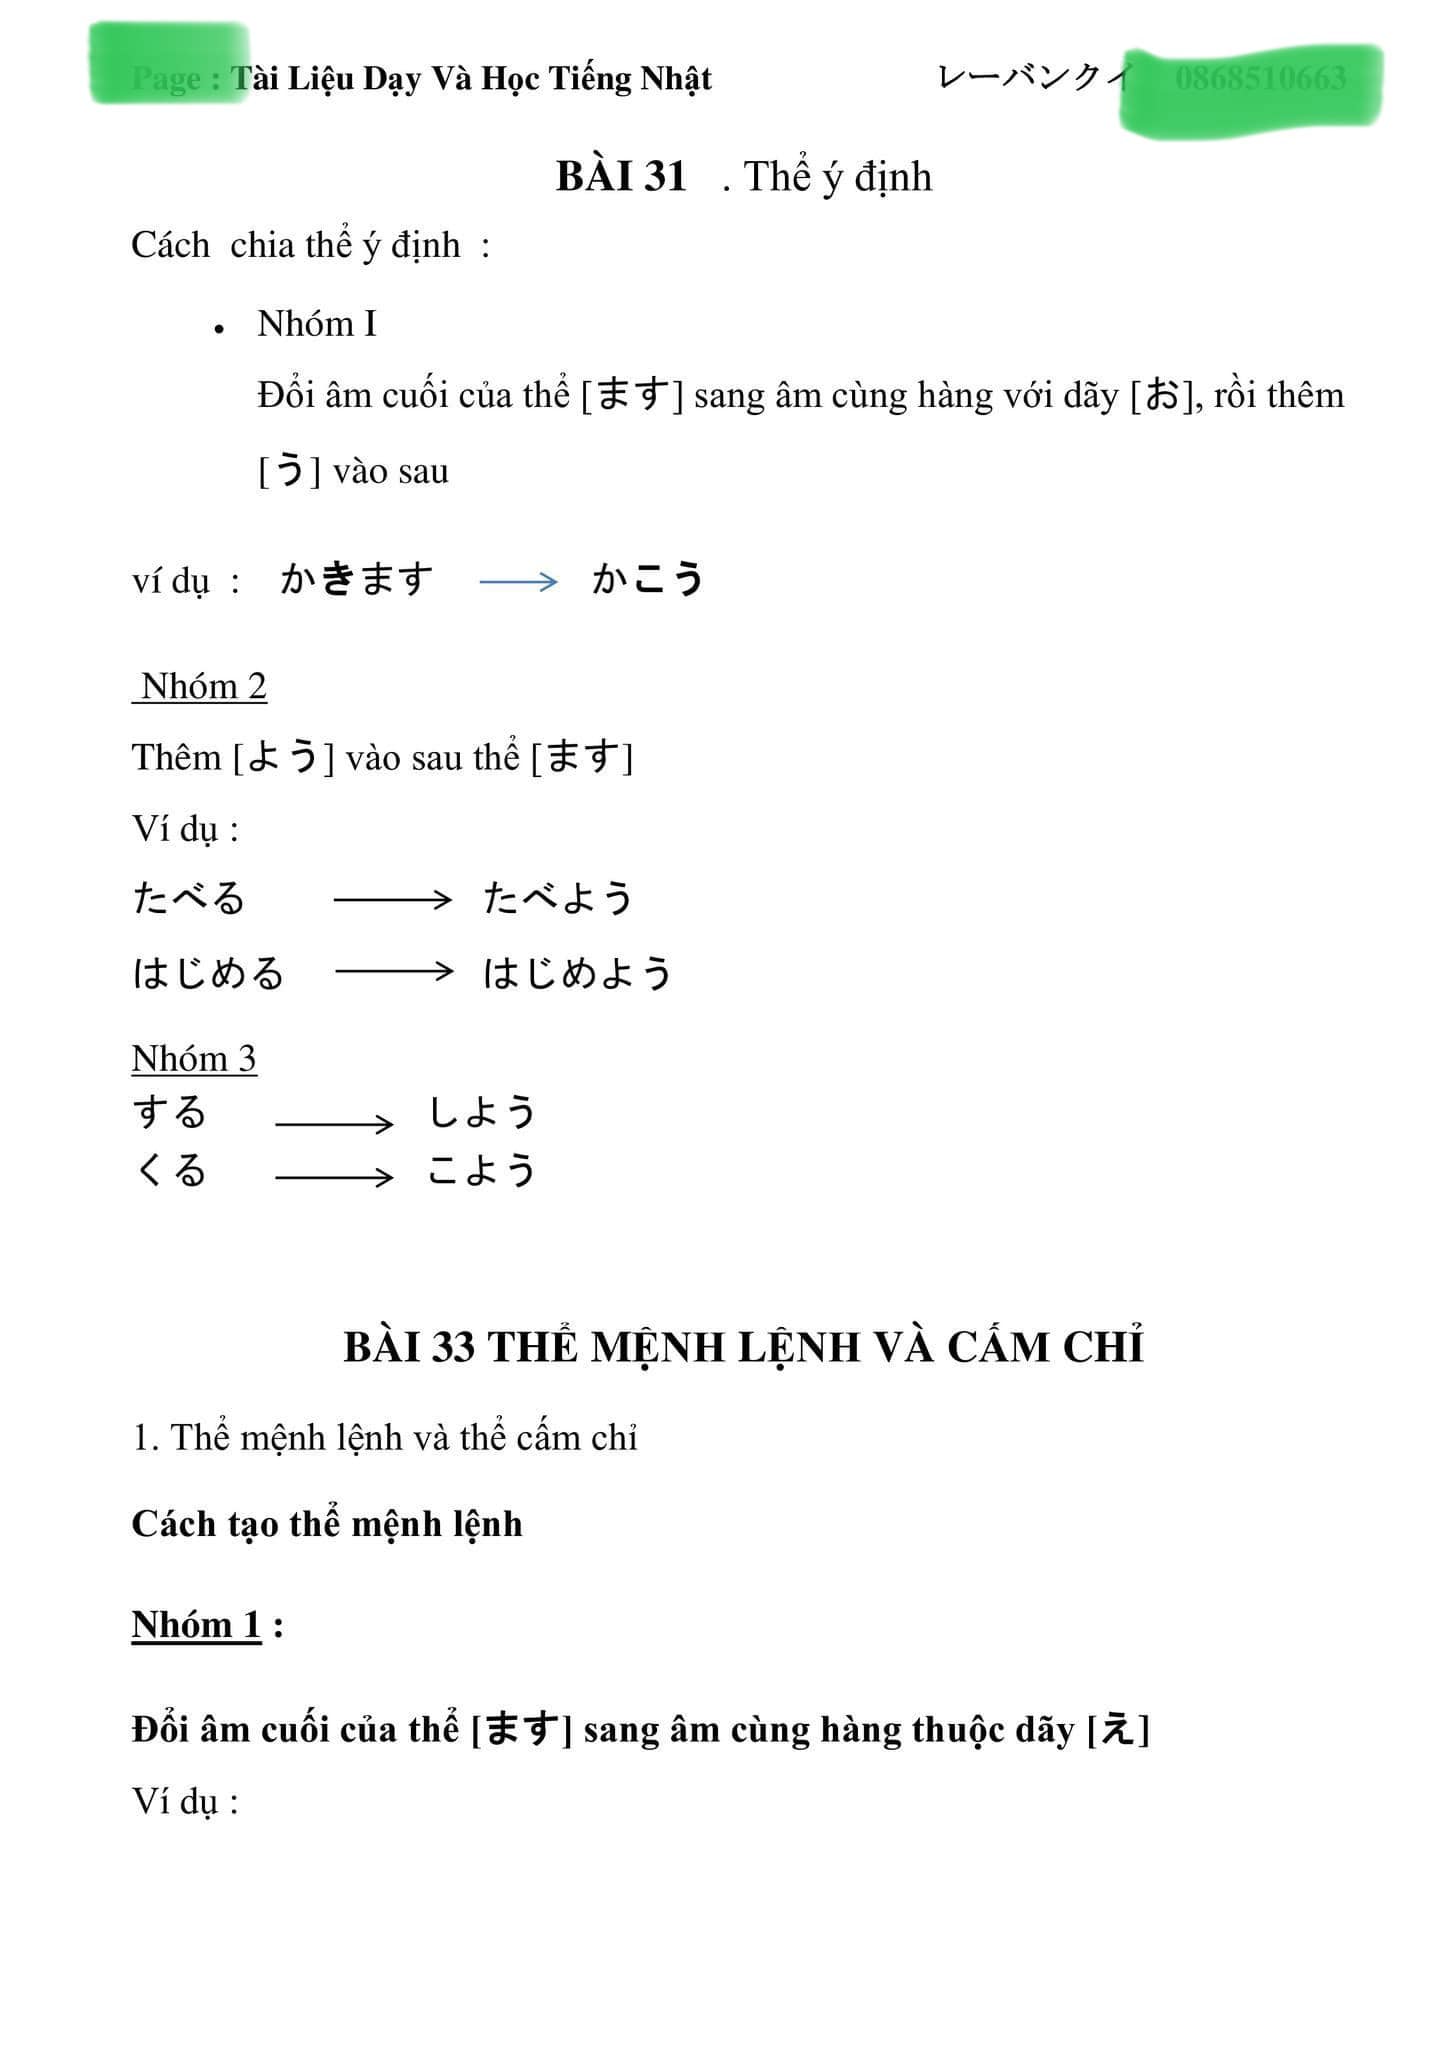 Page : Tài Liệu Dạy Và Học Tiếng Nhật レーバンクイ
BÀI 31 . Thể ý định
Cách chia thể ý định :
• Nhóm I
Đổi âm cuối của thể [ます] sang âm cùng hàng với dãy [お], rồi thêm
[う] vào sau
ví dụ : かきます → かこう
Nhóm 2
Thêm [よう] vào sau thể [ます]
Ví dụ :
たべる → たべよう
はじめる → はじめよう
Nhóm 3
する → しよう
くる → こよう
BÀI 33 THỂ MỆNH LỆNH VÀ CẤM CHỈ
1. Thể mệnh lệnh và thể cấm chỉ
Cách tạo thể mệnh lệnh
Nhóm 1 :
Đổi âm cuối của thể [ます] sang âm cùng hàng thuộc dãy [え]
Ví dụ :